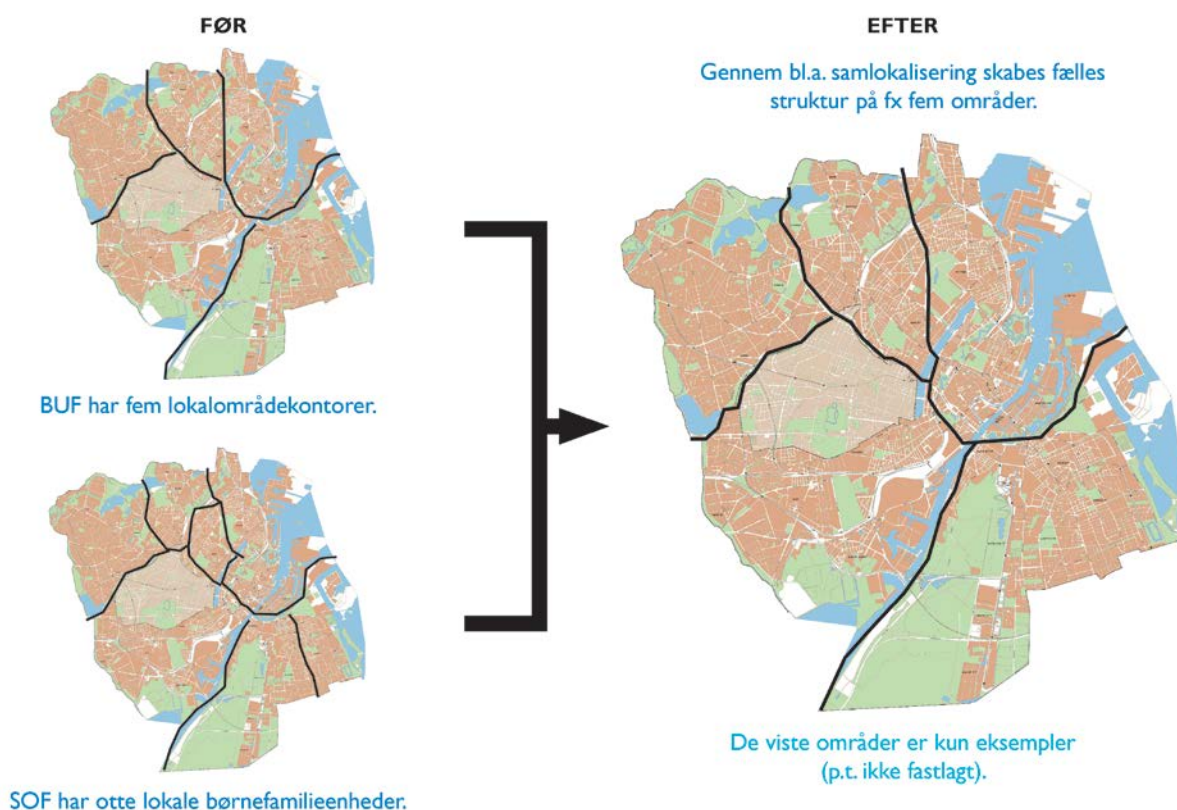 FØR
BUF har fem lokalområdekontorer.
SOF har otte lokale børnefamilieenheder.
EFTER
Gennem bl.a. samlokalisering skabes fælles
struktur på fx fem områder.
De viste områder er kun eksempler
(p.t. ikke fastlagt).